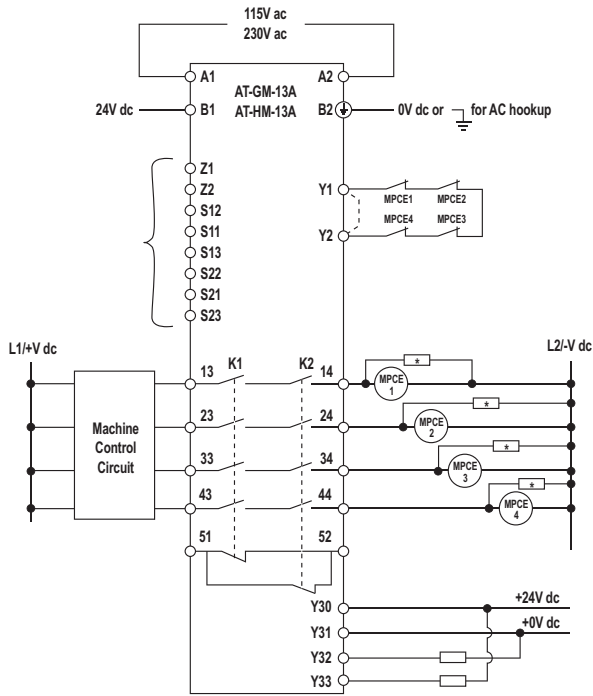 115V ac
230V ac
A1
A2
AT-GM-13A
AT-HM-13A
24V dc
B1
B2
0V dc or
for AC hookup
Z1
Z2
S12
S11
S13
S22
S21
S23
Y1
Y2
MPCE1
MPCE2
MPCE4
MPCE3
L1/+V dc
L2/-V dc
Machine
Control
Circuit
K1
K2
13
14
*
MPCE
1
23
24
*
MPCE
2
33
34
*
MPCE
3
43
44
*
MPCE
4
51
52
Y30
+24V dc
Y31
+0V dc
Y32
Y33